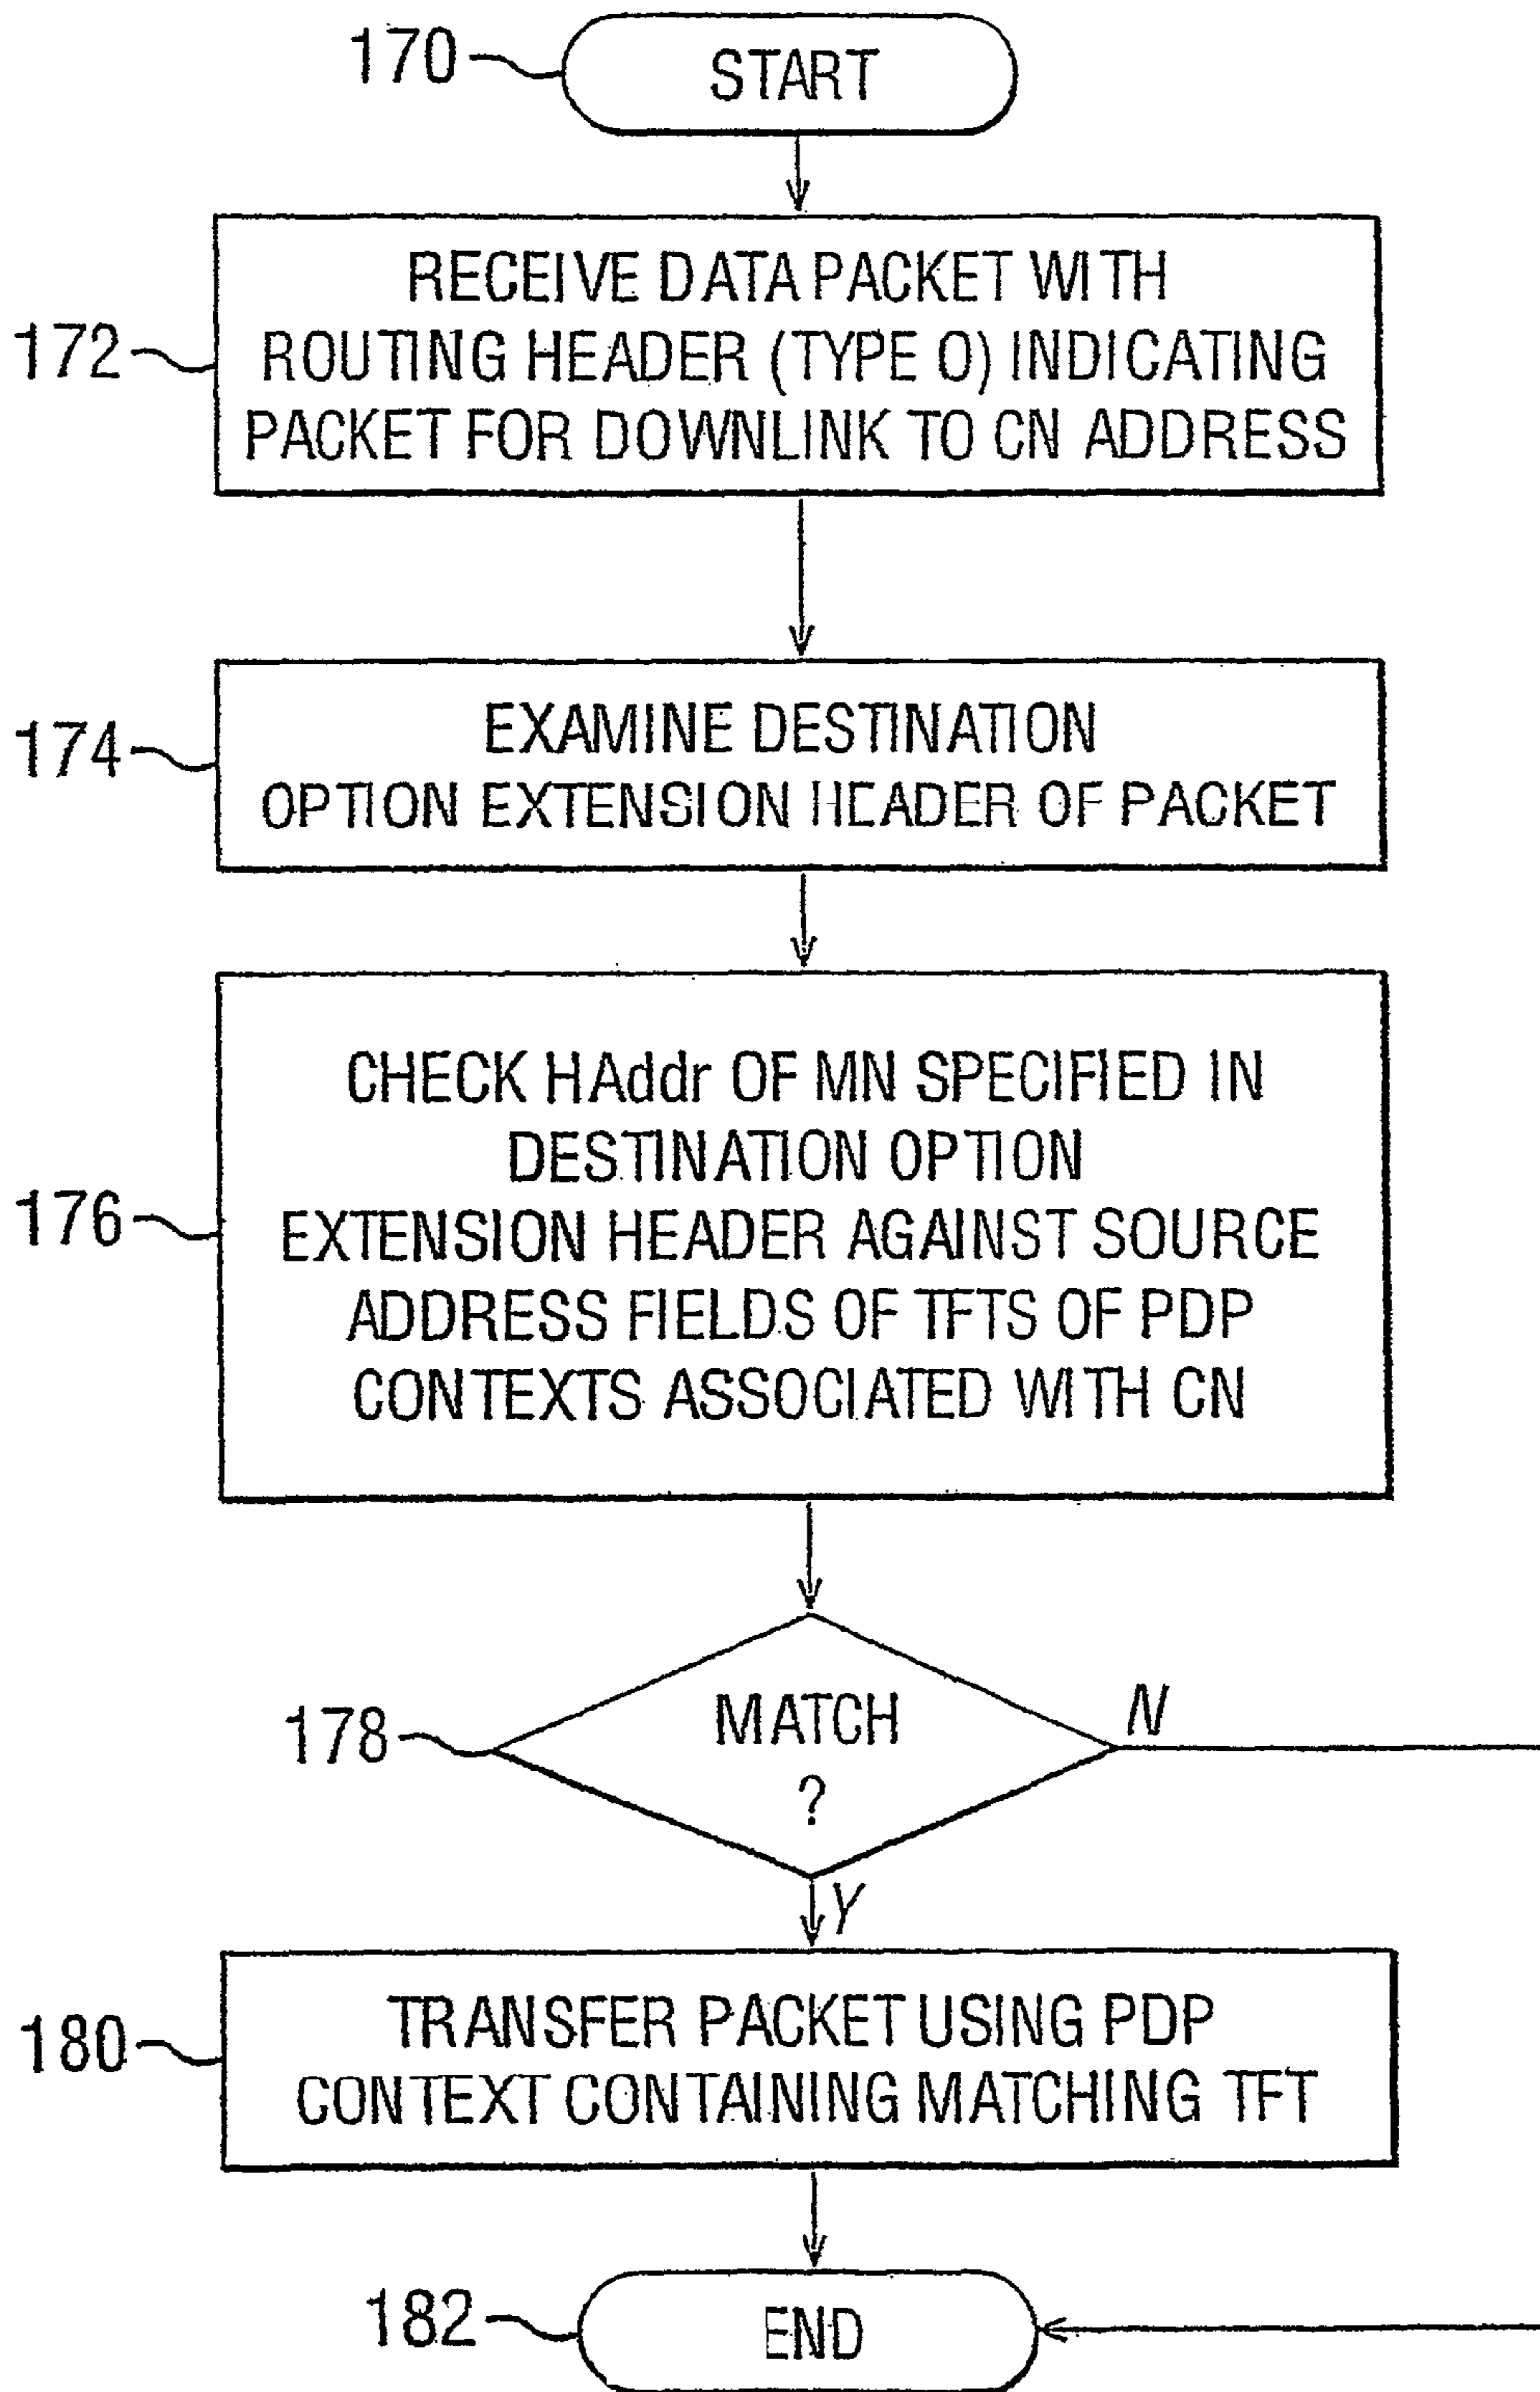 170
START
172
RECEIVE DATA PACKET WITH
ROUTING HEADER (TYPE 0) INDICATING
PACKET FOR DOWNLINK TO CN ADDRESS
174
EXAMINE DESTINATION
OPTION EXTENSION HEADER OF PACKET
176
CHECK HAddr OF MN SPECIFIED IN
DESTINATION OPTION
EXTENSION HEADER AGAINST SOURCE
ADDRESS FIELDS OF TFTS OF PDP
CONTEXTS ASSOCIATED WITH CN
178
MATCH
?
N
Y
180
TRANSFER PACKET USING PDP
CONTEXT CONTAINING MATCHING TFT
182
END